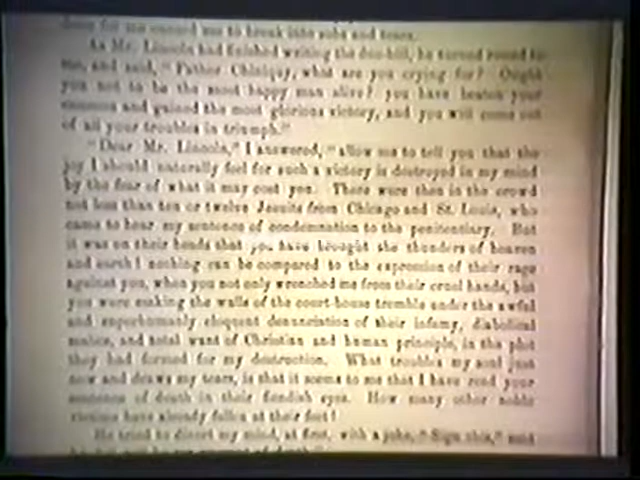 done for me caused me to break into sobs and tears.
As Mr. Lincoln had finished writing the due-bill, he turned round to
me, and said, "Father Chiniquy, what are you crying for? Ought
you not to be the most happy man alive? you have beaten your
enemies and gained the most glorious victory, and you will come out
of all your troubles in triumph."
"Dear Mr. Lincoln," I answered, "allow me to tell you that the
joy I should naturally feel for such a victory is destroyed in my mind
by the fear of what it may cost you. There were then in the crowd
not less than ten or twelve Jesuits from Chicago and St. Louis, who
came to hear my sentence of condemnation to the penitentiary. But
it was on their heads that you have brought the thunders of heaven
and earth! nothing can be compared to the expression of their rage
against you, when you not only wrenched me from their cruel hands, but
you were making the walls of the court-house tremble under the awful
and superhumanly eloquent denunciation of their infamy, diabolical
malice, and total want of Christian and human principle, in the plot
they had formed for my destruction. What troubles my soul just
now and draws my tears, is that it seems to me that I have read your
sentence of death in their fiendish eyes. How many other noble
victims have already fallen at their feet!
He tried to divert my mind, at first, with a joke, "Sign this," said